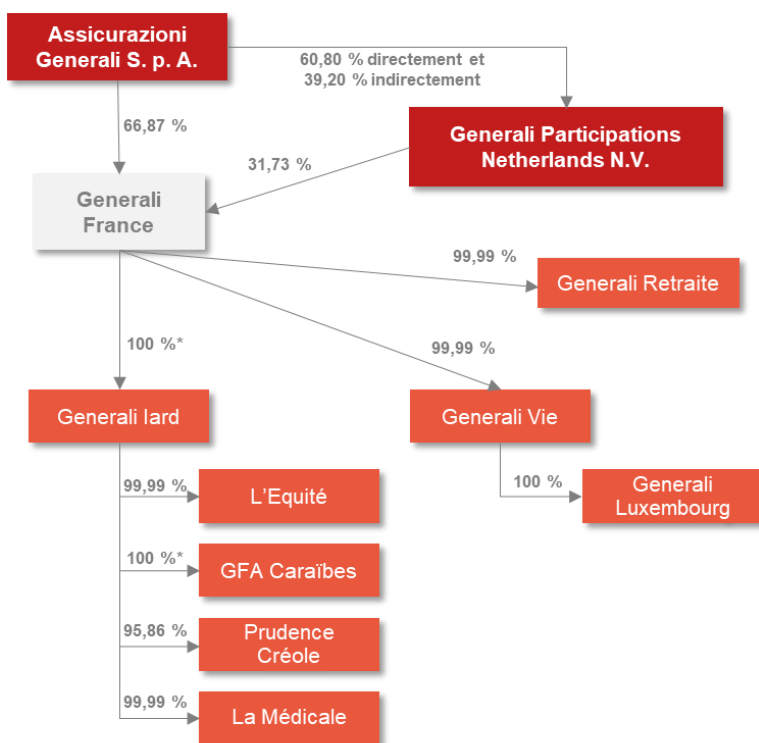 Assicurazioni
Generali S. p. A.
60,80 % directement et
39,20 % indirectement
66,87 %
Generali Participations
Netherlands N.V.
31,73 %
Generali
France
99,99 %
Generali Retraite
100 %*
99,99 %
Generali Iard
Generali Vie
99,99 %
L'Equité
100 %
Generali
Luxembourg
100 %*
GFA Caraïbes
95,86 %
Prudence
Créole
99,99 %
La Médicale